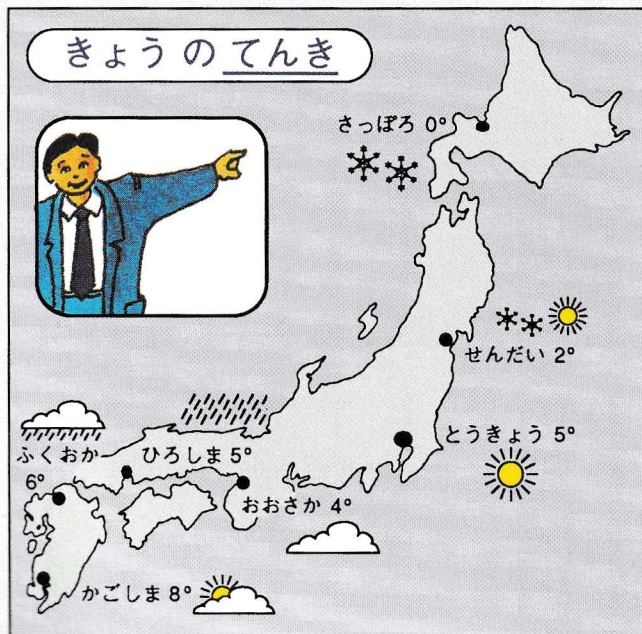 きょう の てんき
さっぽろ 0°
せんだい 2°
とうきょう 5°
ふくおか
6°
ひろしま 5°
おおさか 4°
かごしま 8°